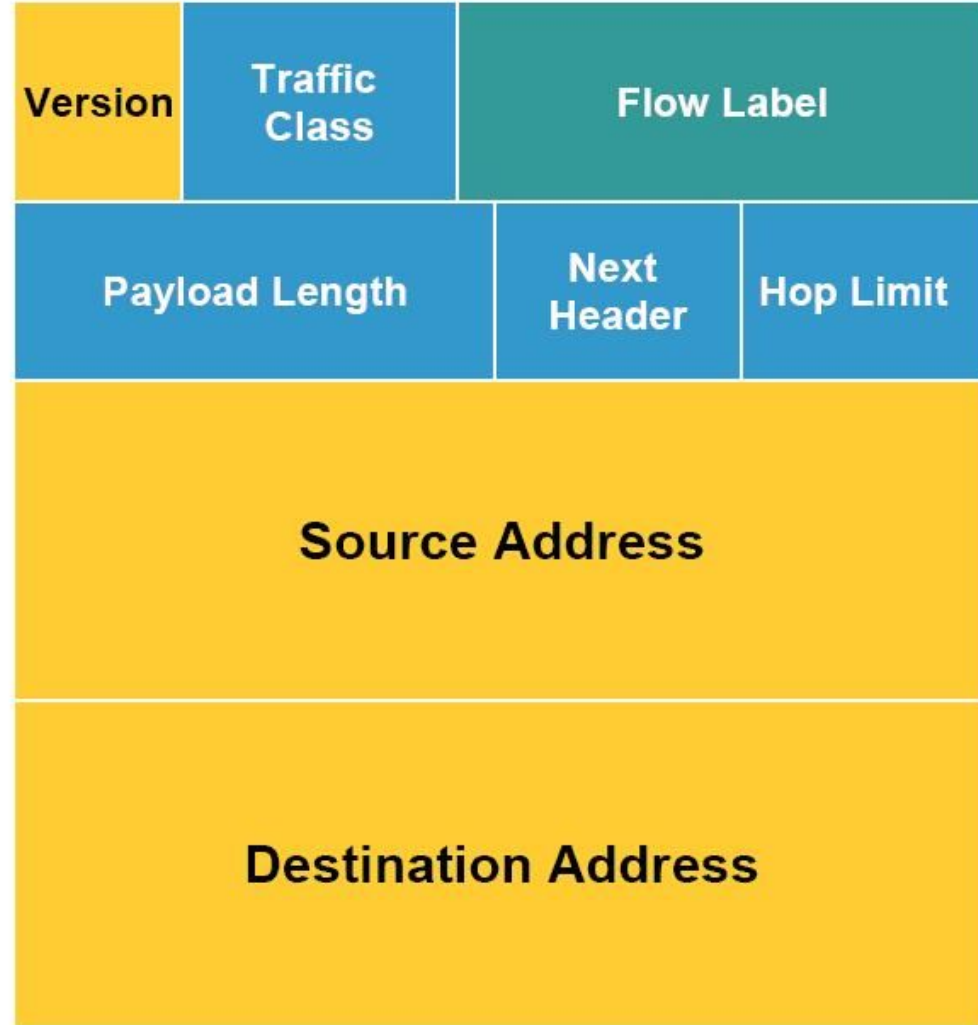 Version
Traffic
Class
Flow Label
Payload Length
Next
Header
Hop Limit
Source Address
Destination Address